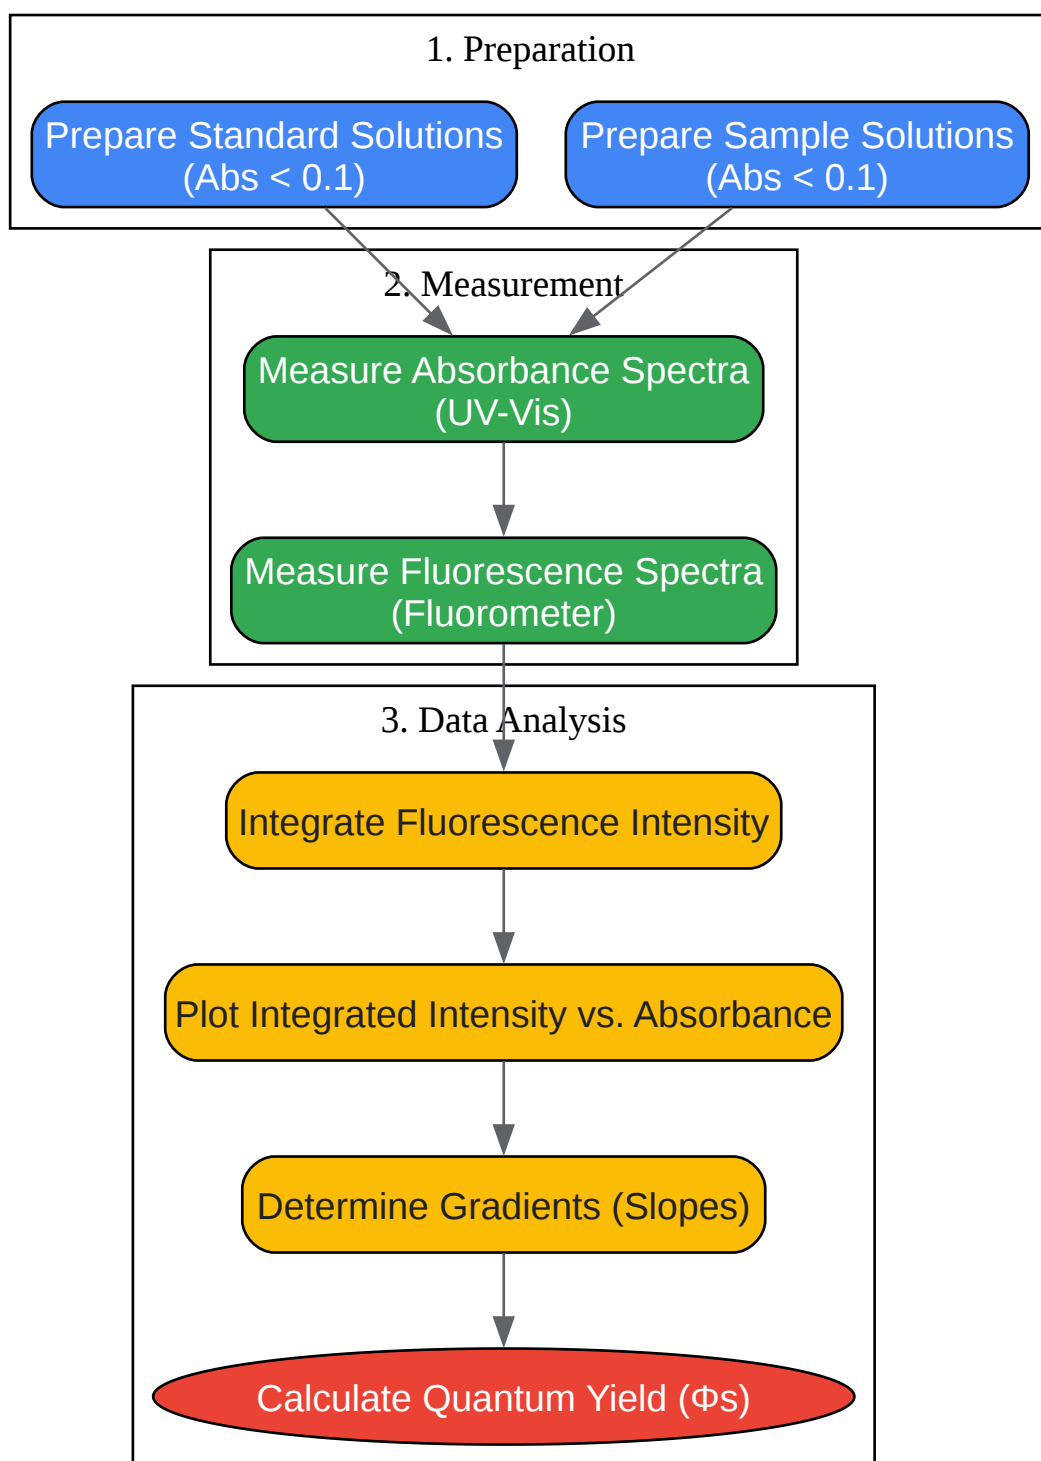 1. Preparation
Prepare Standard Solutions
(Abs < 0.1)
Prepare Sample Solutions
(Abs < 0.1)
2. Measurement
Measure Absorbance Spectra
(UV-Vis)
Measure Fluorescence Spectra
(Fluorometer)
3. Data Analysis
Integrate Fluorescence Intensity
Plot Integrated Intensity vs. Absorbance
Determine Gradients (Slopes)
Calculate Quantum Yield (Φs)